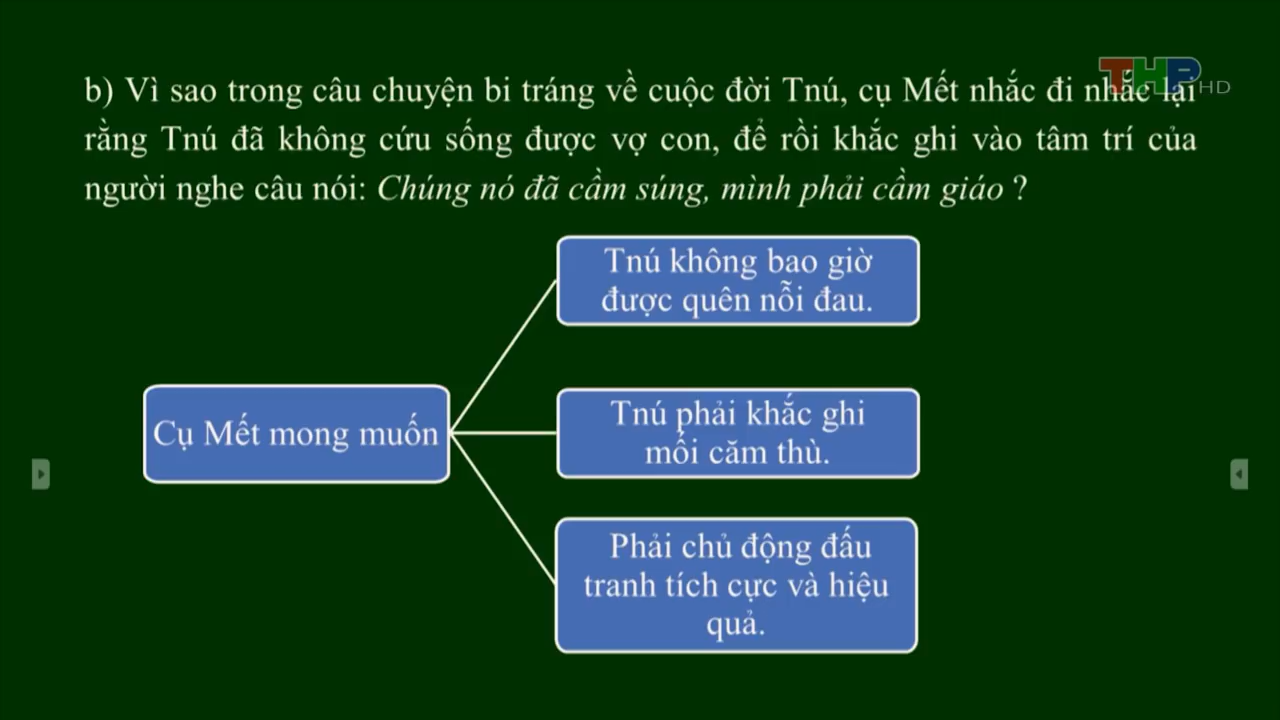 b) Vì sao trong câu chuyện bi tráng về cuộc đời Tnú, cụ Mết nhắc đi nhắc lại
rằng Tnú đã không cứu sống được vợ con, để rồi khắc ghi vào tâm trí của
người nghe câu nói: Chúng nó đã cầm súng, mình phải cầm giáo ?
THP HD
Tnú không bao giờ
được quên nỗi đau.
Cụ Mết mong muốn
Tnú phải khắc ghi
mối căm thù.
Phải chủ động đấu
tranh tích cực và hiệu
quả.